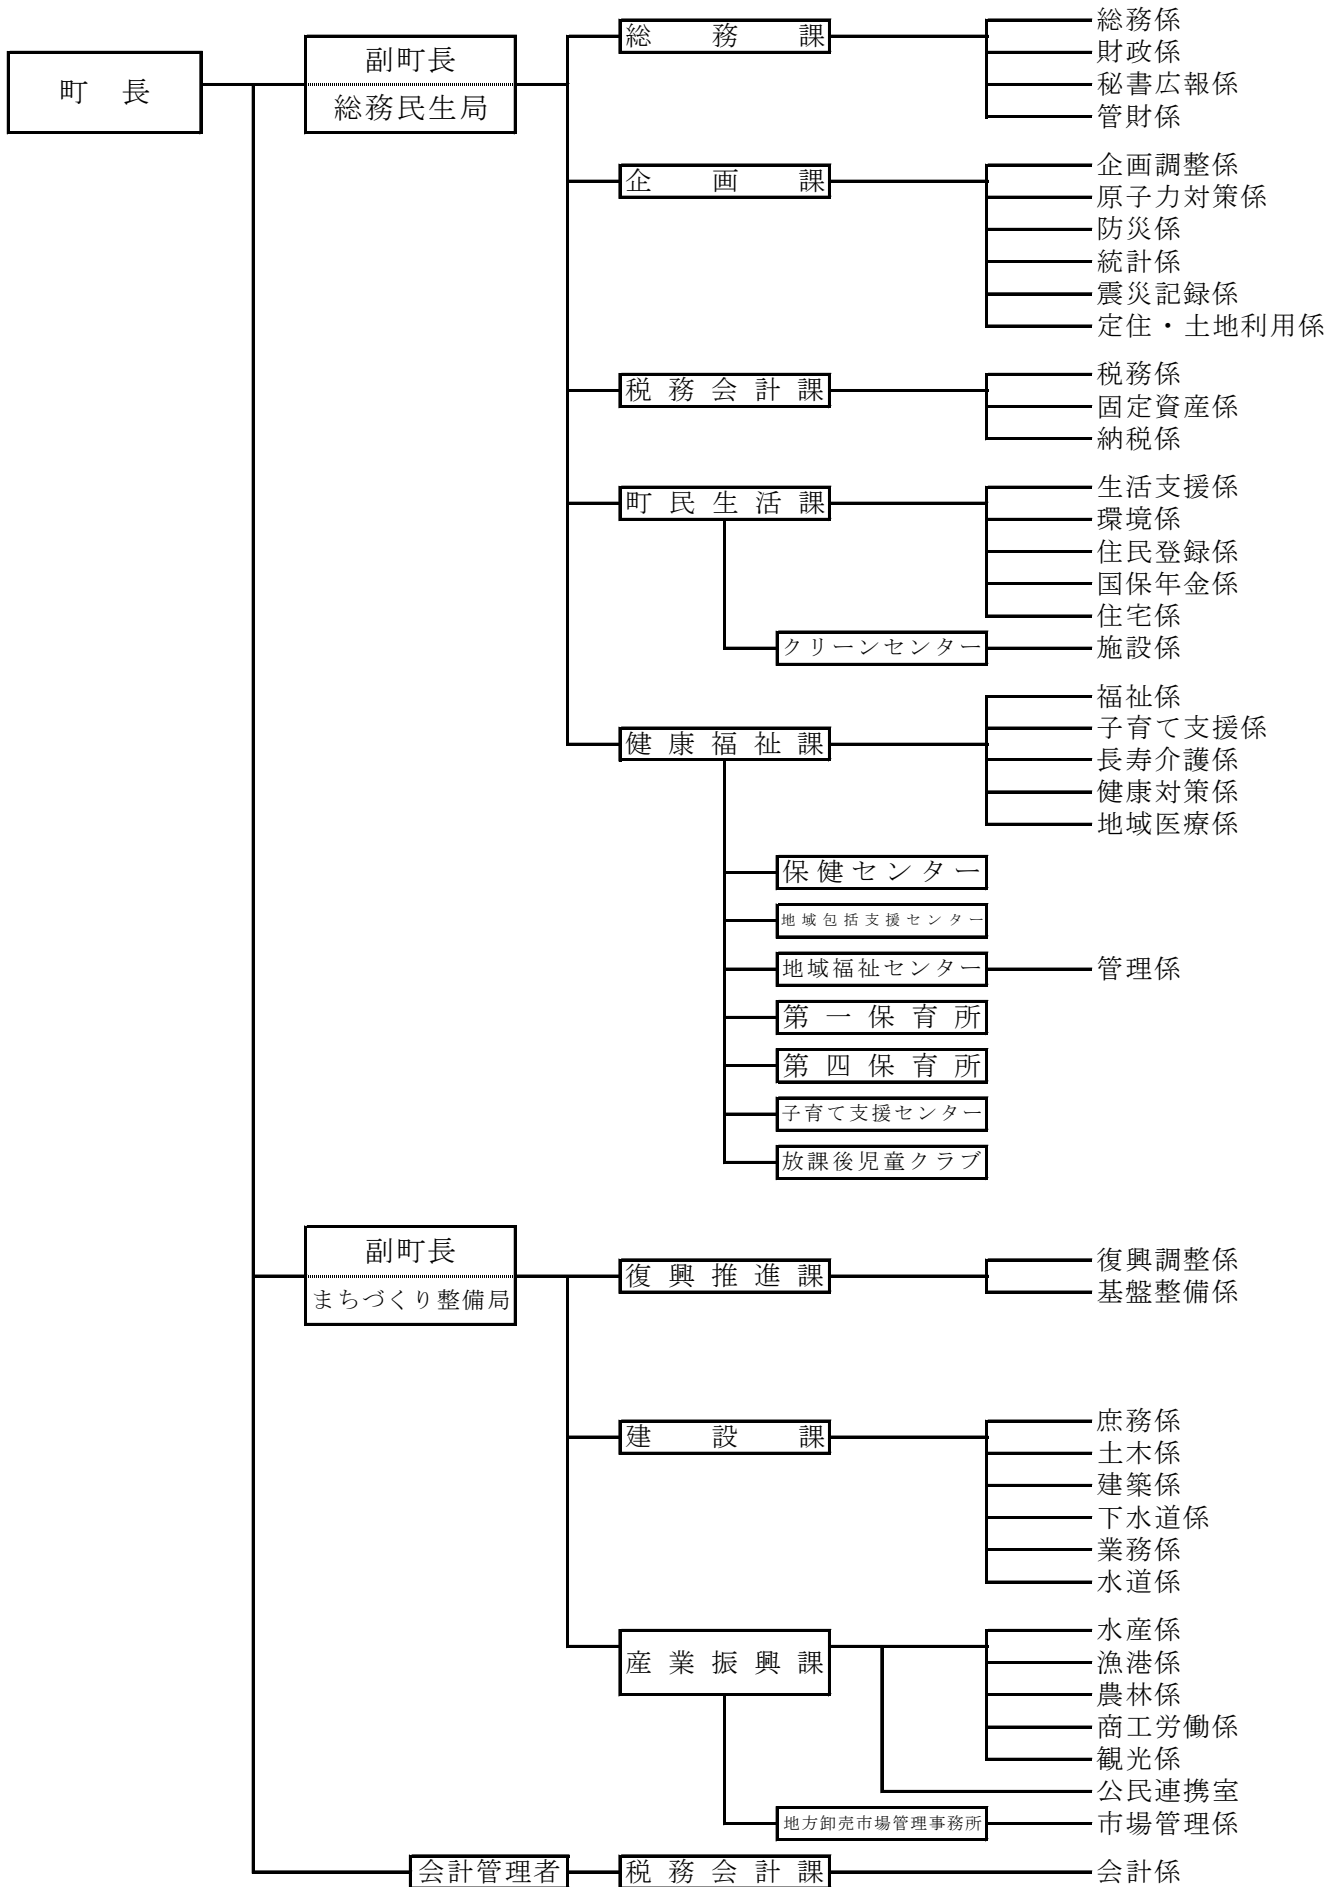 町長
副町長
総務民生局
総務課
総務係
財政係
秘書広報係
管財係
企画課
企画調整係
原子力対策係
防災係
統計係
震災記録係
定住・土地利用係
税務会計課
税務係
固定資産係
納税係
町民生活課
生活支援係
環境係
住民登録係
国保年金係
住宅係
クリーンセンター
施設係
健康福祉課
福祉係
子育て支援係
長寿介護係
健康対策係
地域医療係
保健センター
地域包括支援センター
地域福祉センター
管理係
第一保育所
第四保育所
子育て支援センター
放課後児童クラブ
副町長
まちづくり整備局
復興推進課
復興調整係
基盤整備係
建設課
庶務係
土木係
建築係
下水道係
業務係
水道係
産業振興課
水産係
漁港係
農林係
商工労働係
観光係
公民連携室
地方卸売市場管理事務所
市場管理係
会計管理者
税務会計課
会計係